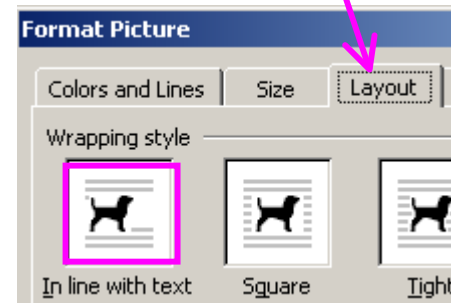 Format Picture
Colors and Lines Size Layout
Wrapping style
In line with text Square Tight